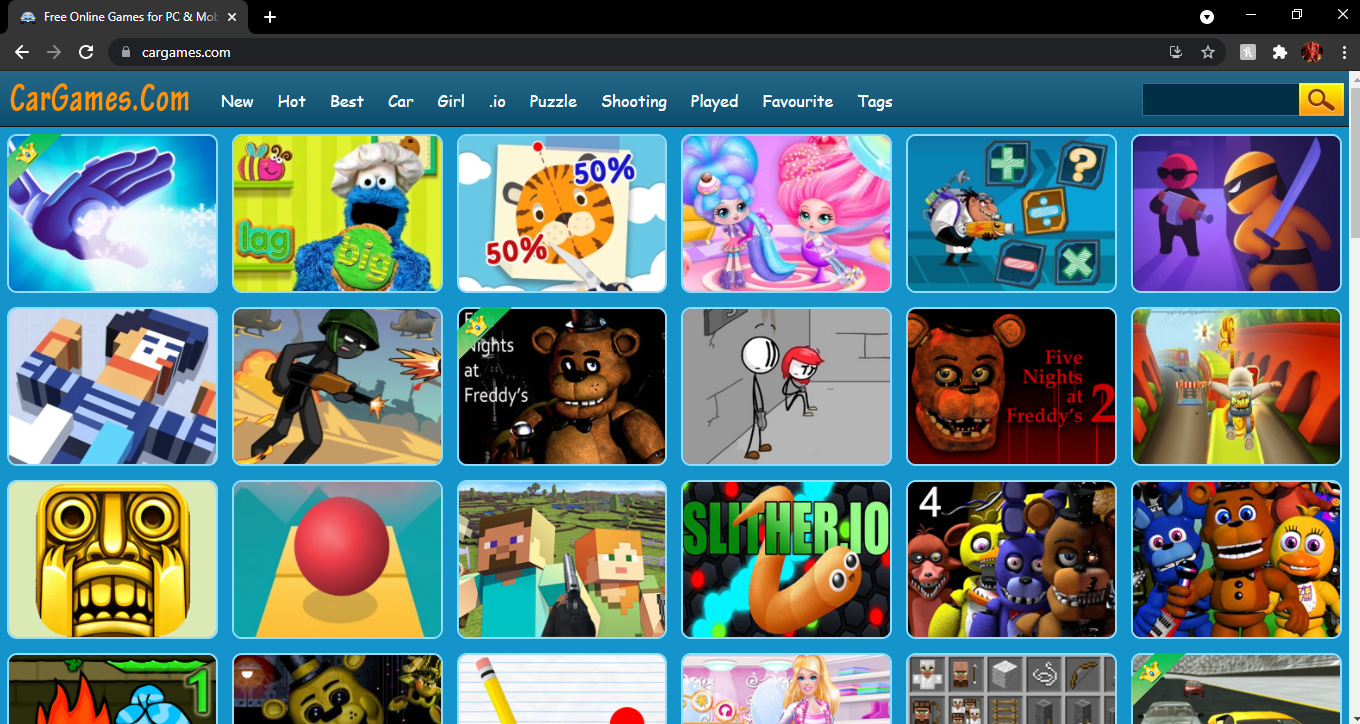 Free Online Games for PC & Mob
cargames.com
CarGames.Com
New Hot Best Car Girl .io Puzzle Shooting Played Favourite Tags
lag
big
50%
50%
Nights
at
Freddy's
Five
Nights
at
Freddy's 2
SLITHER.IO
4
1